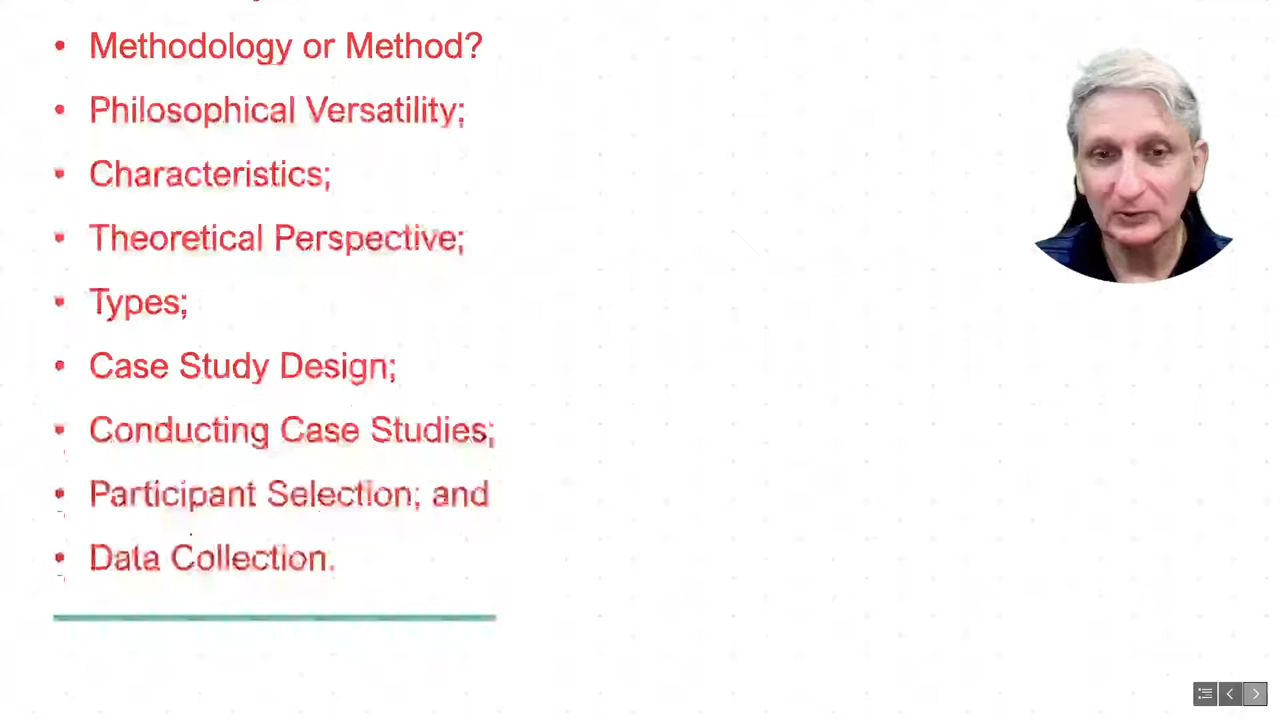 • Methodology or Method?
• Philosophical Versatility;
• Characteristics;
• Theoretical Perspective;
• Types;
• Case Study Design;
• Conducting Case Studies;
• Participant Selection; and
• Data Collection.